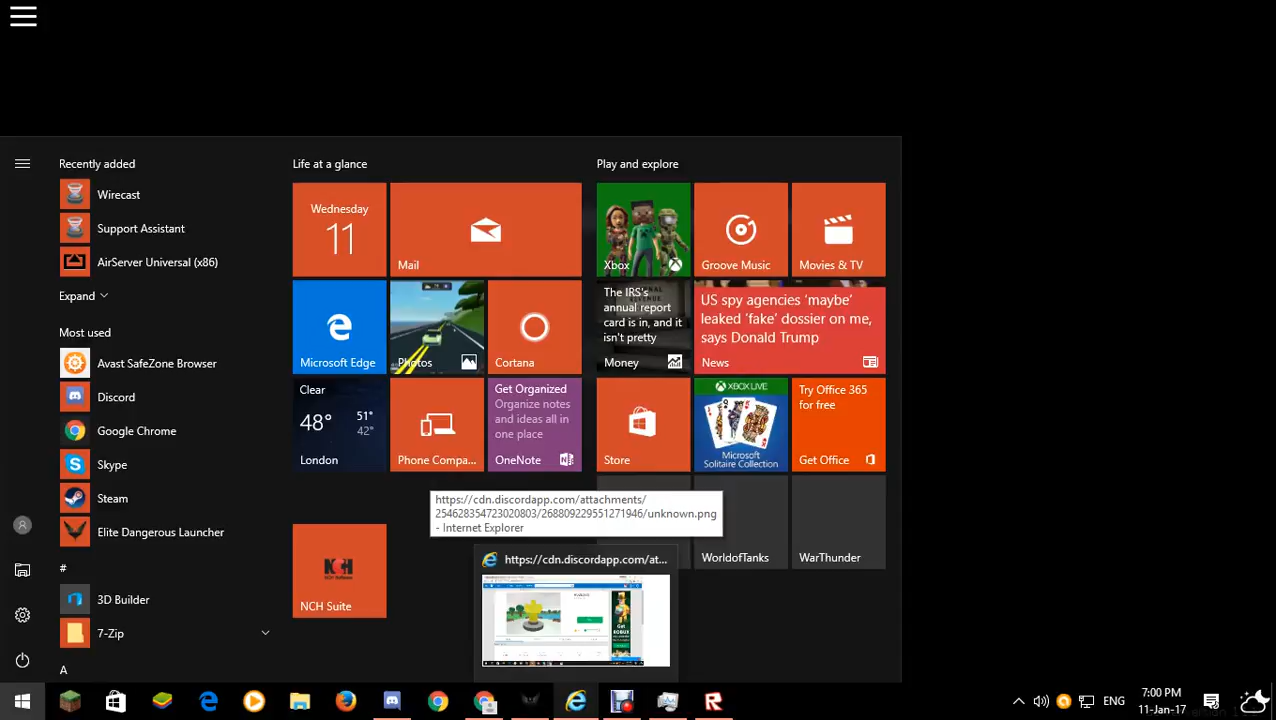 Recently added
Wirecast
Support Assistant
AirServer Universal (x86)
Expand
Most used
Avast SafeZone Browser
Discord
Google Chrome
Skype
Steam
Elite Dangerous Launcher
#
3D Builder
7-Zip
A
Life at a glance
Wednesday
11
Mail
Microsoft Edge
Photos
Cortana
Clear
48°
51°
42°
London
Phone Compa...
Get Organized
Organize notes
and ideas all in
one place
OneNote
NCH Software
NCH Suite
Play and explore
Xbox
Groove Music
Movies & TV
The IRS's
annual report
card is in, and it
isn't pretty
Money
US spy agencies ‘maybe’
leaked ‘fake’ dossier on me,
says Donald Trump
News
Store
XBOX LIVE
Microsoft
Solitaire Collection
Try Office 365
for free
Get Office
WorldofTanks
WarThunder
https://cdn.discordapp.com/attachments/
254628354723020803/268809229551271946/unknown.png
- Internet Explorer
https://cdn.discordapp.com/at...
Get
ROBUX
ENG
7:00 PM
11-Jan-17